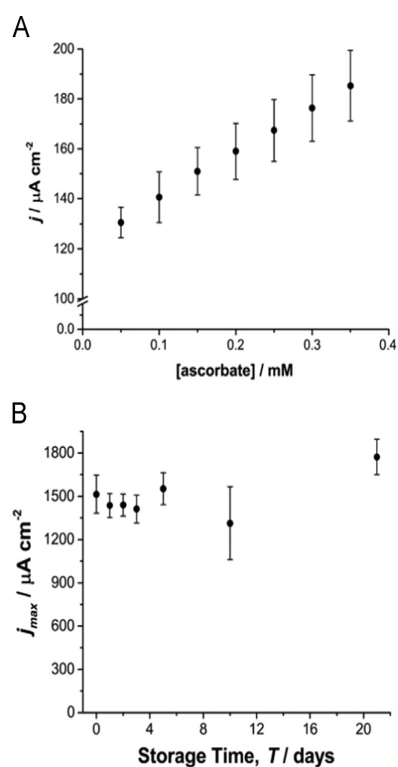 A
200
180
160
140
120
100
0.0
j / μA cm⁻²
0.0 0.1 0.2 0.3 0.4
[ascorbate] / mM
B
1800
1500
1200
900
600
300
0
jmax / μA cm⁻²
0 4 8 12 16 20
Storage Time, T / days